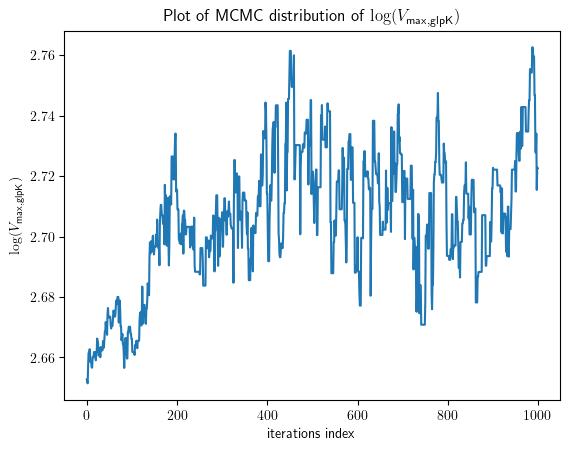 Plot of MCMC distribution of log(V_max,glpK)
log(V_max,glpK)
2.76
2.74
2.72
2.70
2.68
2.66
0 200 400 600 800 1000
iterations index